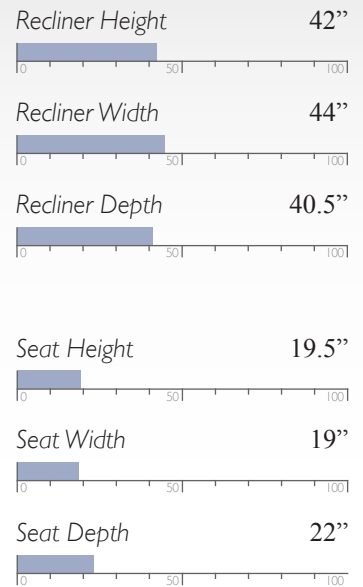 Recliner Height 42”
0 50 100
Recliner Width 44”
0 50 100
Recliner Depth 40.5”
0 50 100
Seat Height 19.5”
0 50 100
Seat Width 19”
0 50 100
Seat Depth 22”
0 50 100